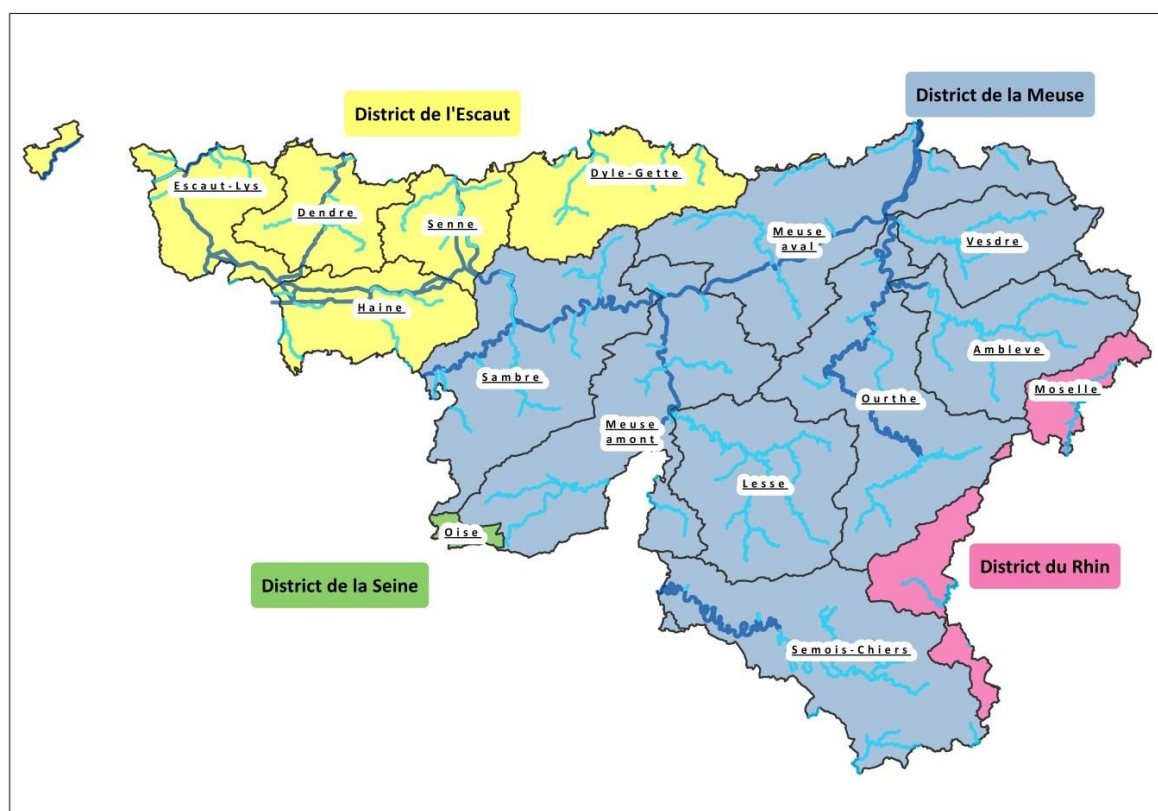 District de la Meuse
District de l'Escaut
Dyle-Gette
Escaut-Lys
Dendre
Senne
Meuse
aval
Vesdre
Haine
Ambleve
Sambre
Moselle
Ourthe
Meuse
amont
Lesse
Oise
District du Rhin
District de la Seine
Semois-Chiers